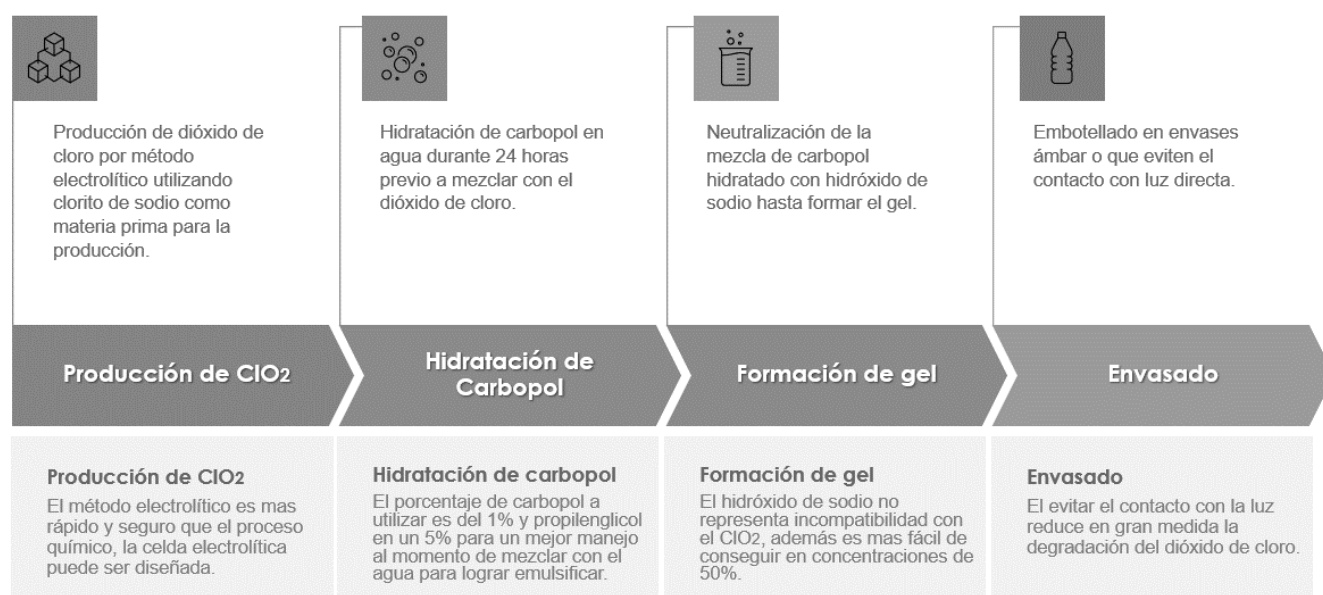 Producción de dióxido de
cloro por método
electrolítico utilizando
clorito de sodio como
materia prima para la
producción.
Hidratación de carbopol en
agua durante 24 horas
previo a mezclar con el
dióxido de cloro.
Neutralización de la
mezcla de carbopol
hidratado con hidróxido de
sodio hasta formar el gel.
Embotellado en envases
ámbar o que eviten el
contacto con luz directa.
Producción de ClO2
Hidratación de
Carbopol
Formación de gel
Envasado
Producción de ClO2
El método electrolítico es mas
rápido y seguro que el proceso
químico, la celda electrolítica
puede ser diseñada.
Hidratación de carbopol
El porcentaje de carbopol a
utilizar es del 1% y propilenglicol
en un 5% para un mejor manejo
al momento de mezclar con el
agua para lograr emulsificar.
Formación de gel
El hidróxido de sodio no
representa incompatibilidad con
el ClO2, además es mas fácil de
conseguir en concentraciones de
50%.
Envasado
El evitar el contacto con la luz
reduce en gran medida la
degradación del dióxido de cloro.